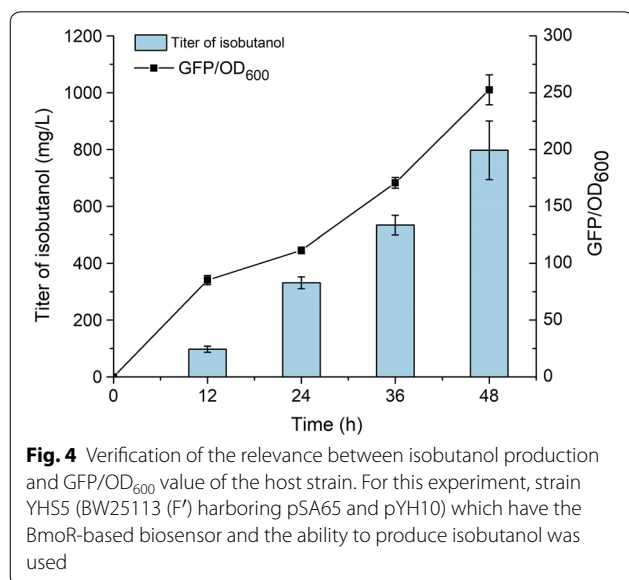 1200
1000
800
600
400
200
0
Titer of isobutanol (mg/L)
Titer of isobutanol
GFP/OD600
300
250
200
150
100
50
0
GFP/OD600
0 12 24 36 48
Time (h)
Fig. 4 Verification of the relevance between isobutanol production
and GFP/OD600 value of the host strain. For this experiment, strain
YHS5 (BW25113 (F′) harboring pSA65 and pYH10) which have the
BmoR-based biosensor and the ability to produce isobutanol was
used